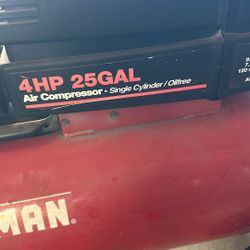 4HP 25GAL
Air Compressor · Single Cylinder / Oilfree
MAN.